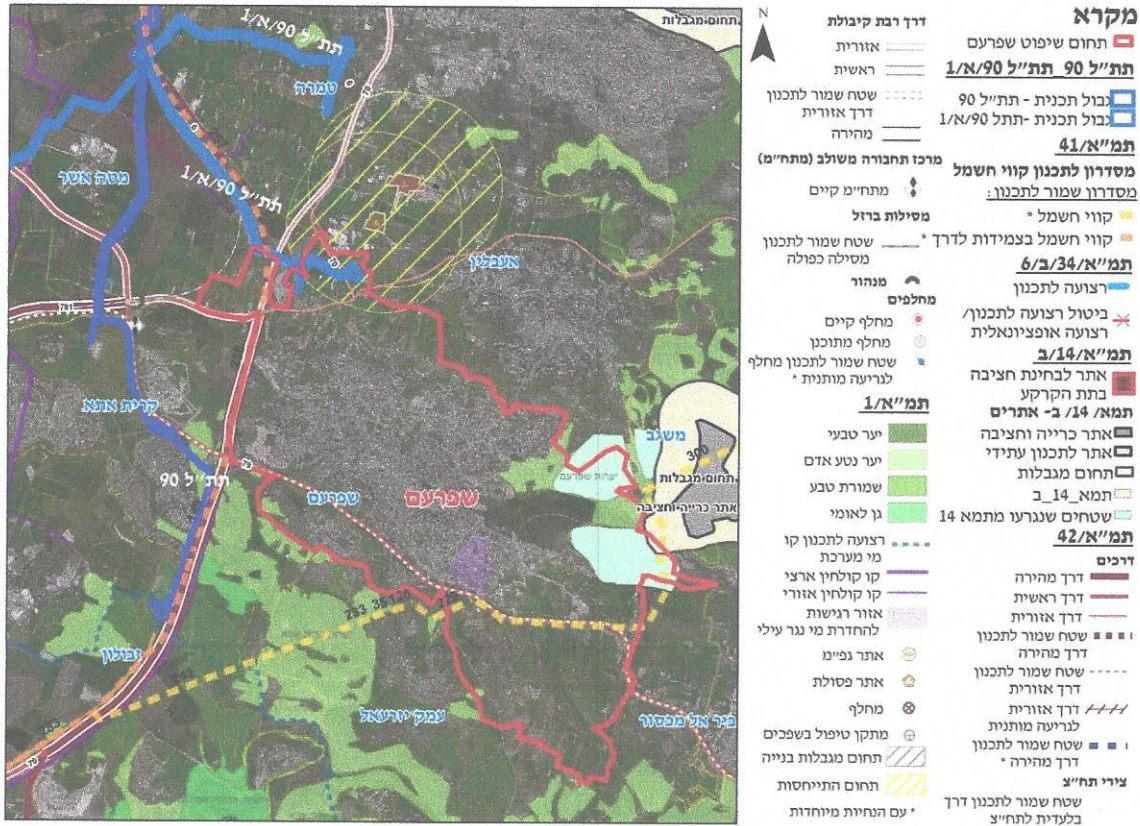 מקרא
תחום שיפוט שפרעם
תת"ל 90 תת"ל 90/א/1
גבול תכנית - תת"ל 90
גבול תכנית -תתל 90/א/1
תמ"א/41
מסדרון לתכנון קווי חשמל
מסדרון שמור לתכנון:
קווי חשמל *
קווי חשמל בצמידות לדרך *
תמ"א/34/ב/6
רצועה לתכנון
ביטול רצועה לתכנון/
רצועה אופציונאלית
תמ"א/14/ב
אתר לבחינת חציבה
בתת הקרקע
תמא/ 14/ ב- אתרים
אתר כרייה וחציבה
אתר לתכנון עתידי
תחום מגבלות
תמא_14_ב
שטחים שנגרעו מתמא 14
תמ"א/42
דרכים
דרך מהירה
דרך ראשית
דרך אזורית
שטח שמור לתכנון
דרך מהירה
שטח שמור לתכנון
דרך אזורית
דרך אזורית
לגריעה מותנית
שטח שמור לתכנון
דרך מהירה *
צירי תח"צ
שטח שמור לתכנון דרך
בלעדית לתח"צ
דרך רבת קיבולת
אזורית
ראשית
שטח שמור לתכנון
דרך אזורית
מהירה
מרכז תחבורה משולב (מתח"מ)
מתח"מ קיים
מסילות ברזל
שטח שמור לתכנון *
מסילה כפולה
מנהור
מחלפים
מחלף קיים
מחלף מתוכנן
שטח שמור לתכנון מחלף
לגריעה מותנית *
תמ"א/1
יער טבעי
יער נטע אדם
שמורת טבע
גן לאומי
רצועה לתכנון קו
מי מערכת
קו קולחין ארצי
קו קולחין אזורי
אזור רגישות
להחדרת מי נגר עילי
אתר גפ"מ
אתר פסולת
מחלף
מתקן טיפול בשפכים
תחום מגבלות בנייה
תחום התייחסות
* עם הנחיות מיוחדות
N
תחום מגבלות
תת"ל 90/א/1
טמרה
70
6
מטה אשר
תת"ל 90/א/1
70
אעבלין
781
קרית אתא
משגב
300
תחום מגבלות
יערות שפרעם
79
תת"ל 90
שפרעם
שפרעם
אתר כרייה וחציבה
זבולון
עמק יזרעאל
ביר אל מכסור
70